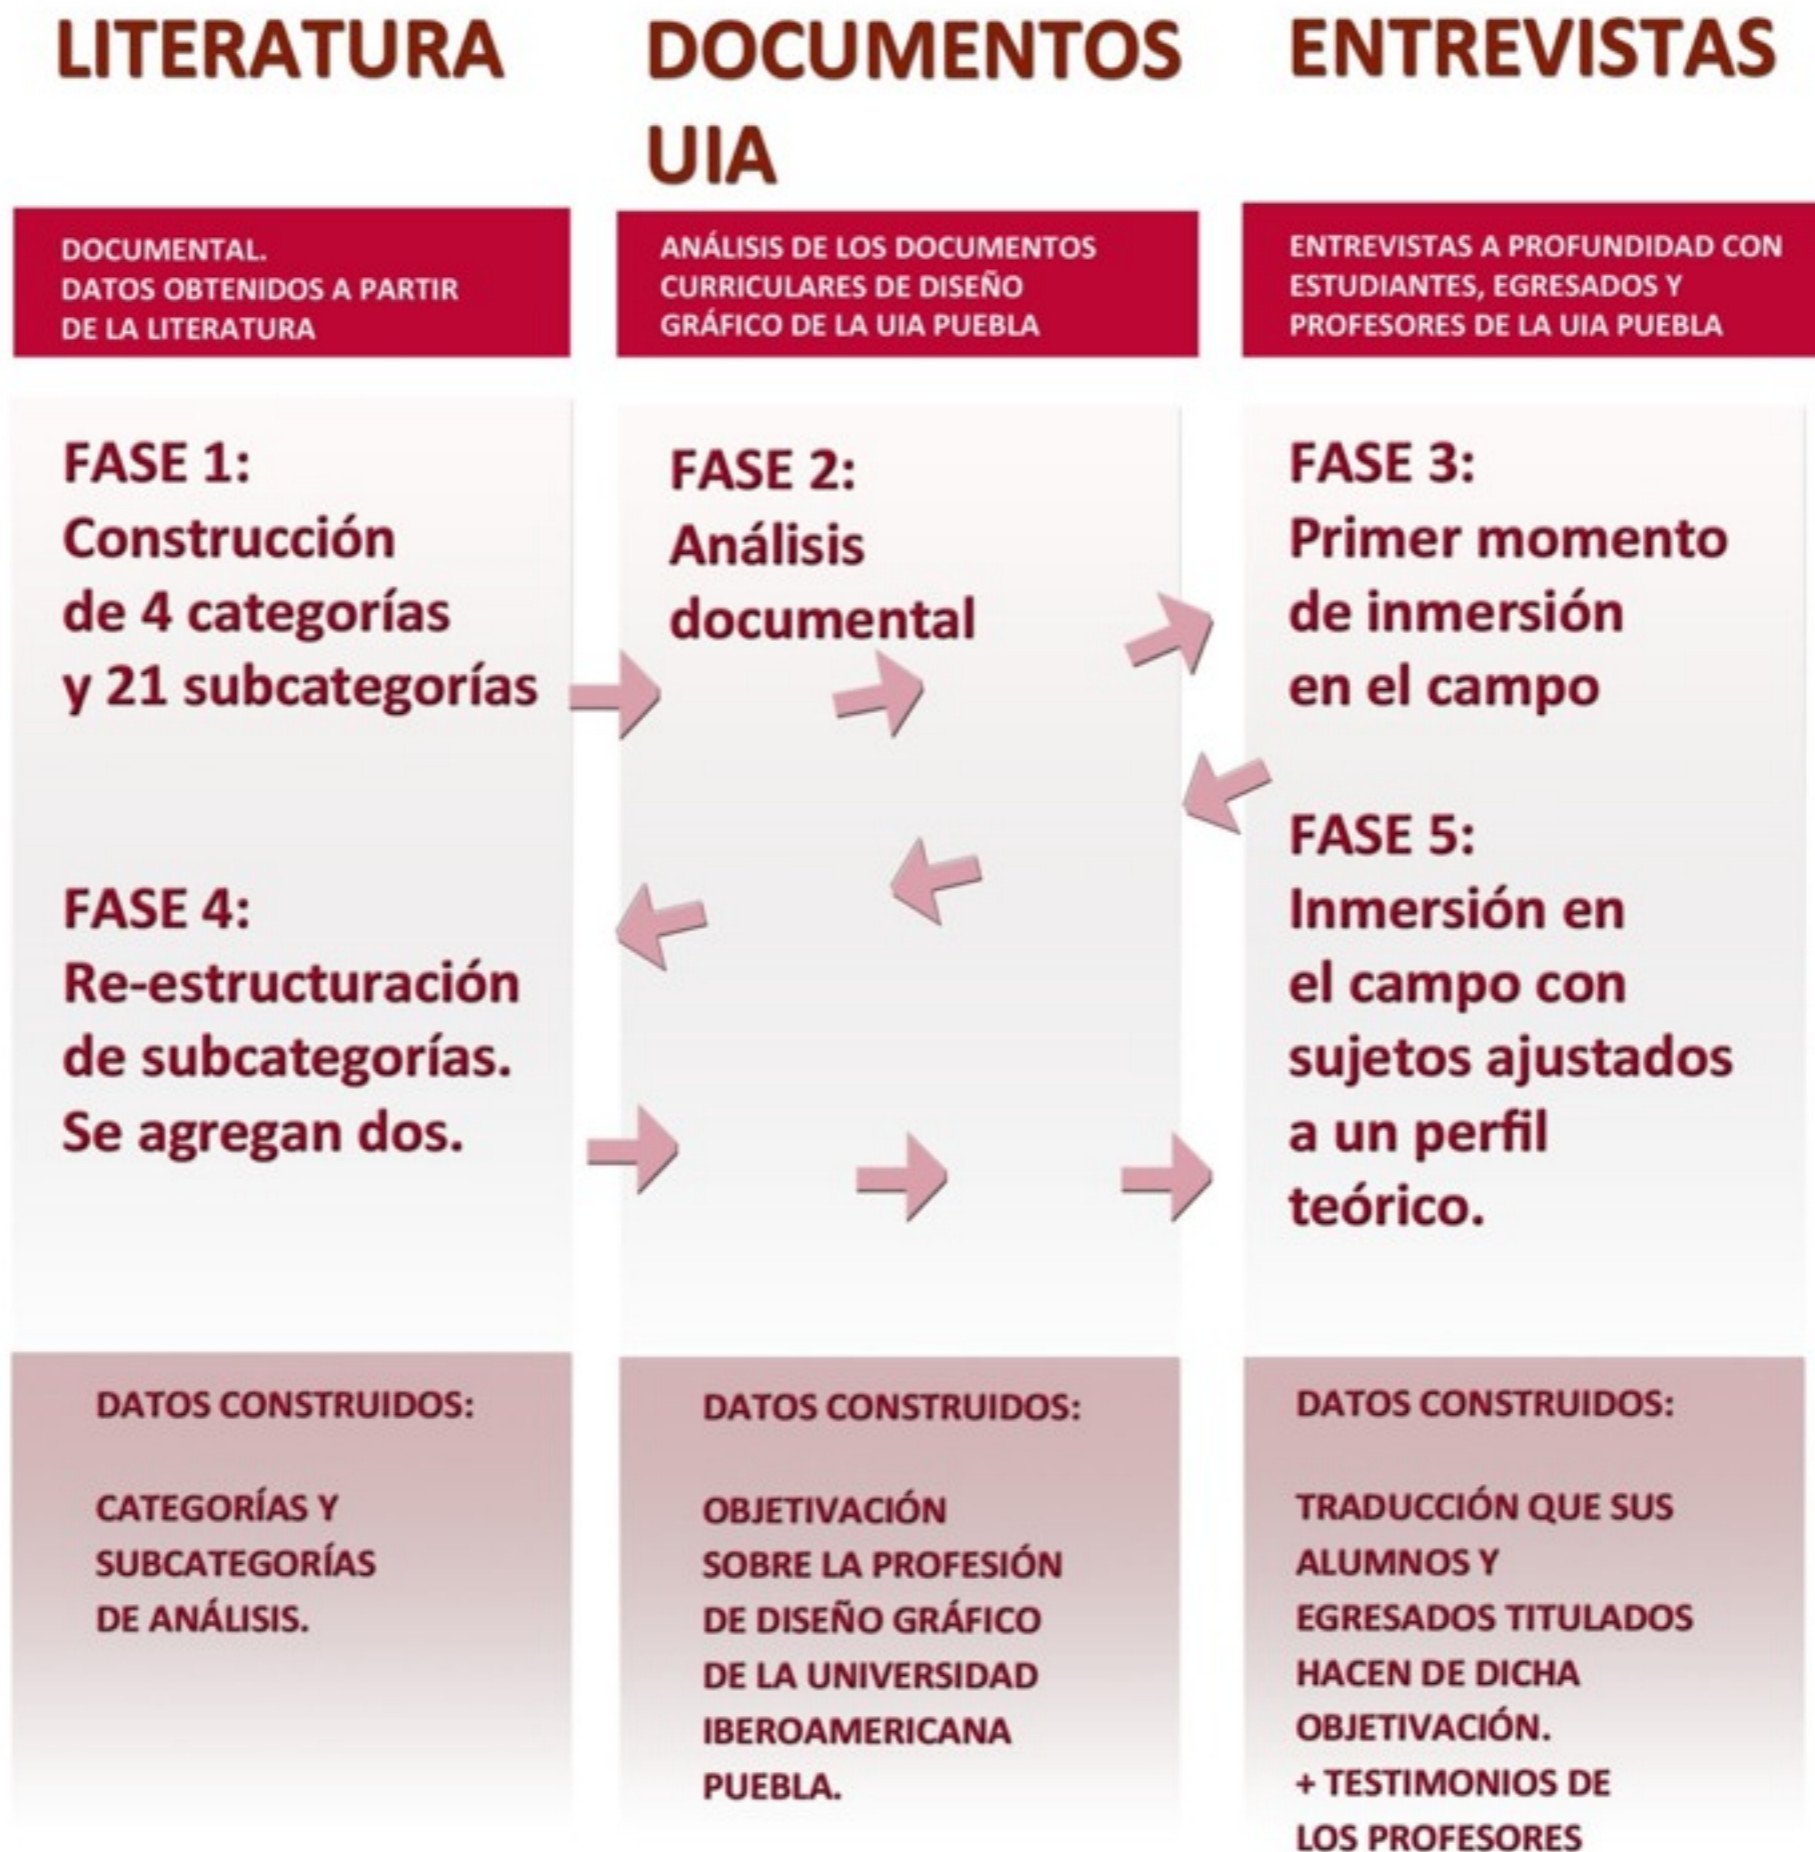 LITERATURA
DOCUMENTOS
UIA
ENTREVISTAS
DOCUMENTAL.
DATOS OBTENIDOS A PARTIR
DE LA LITERATURA
ANÁLISIS DE LOS DOCUMENTOS
CURRICULARES DE DISEÑO
GRÁFICO DE LA UIA PUEBLA
ENTREVISTAS A PROFUNDIDAD CON
ESTUDIANTES, EGRESADOS Y
PROFESORES DE LA UIA PUEBLA
FASE 1:
Construcción
de 4 categorías
y 21 subcategorías
FASE 2:
Análisis
documental
FASE 3:
Primer momento
de inmersión
en el campo
FASE 4:
Re-estructuración
de subcategorías.
Se agregan dos.
FASE 5:
Inmersión en
el campo con
sujetos ajustados
a un perfil
teórico.
DATOS CONSTRUIDOS:
CATEGORÍAS Y
SUBCATEGORÍAS
DE ANÁLISIS.
DATOS CONSTRUIDOS:
OBJETIVACIÓN
SOBRE LA PROFESIÓN
DE DISEÑO GRÁFICO
DE LA UNIVERSIDAD
IBEROAMERICANA
PUEBLA.
DATOS CONSTRUIDOS:
TRADUCCIÓN QUE SUS
ALUMNOS Y
EGRESADOS TITULADOS
HACEN DE DICHA
OBJETIVACIÓN.
+ TESTIMONIOS DE
LOS PROFESORES